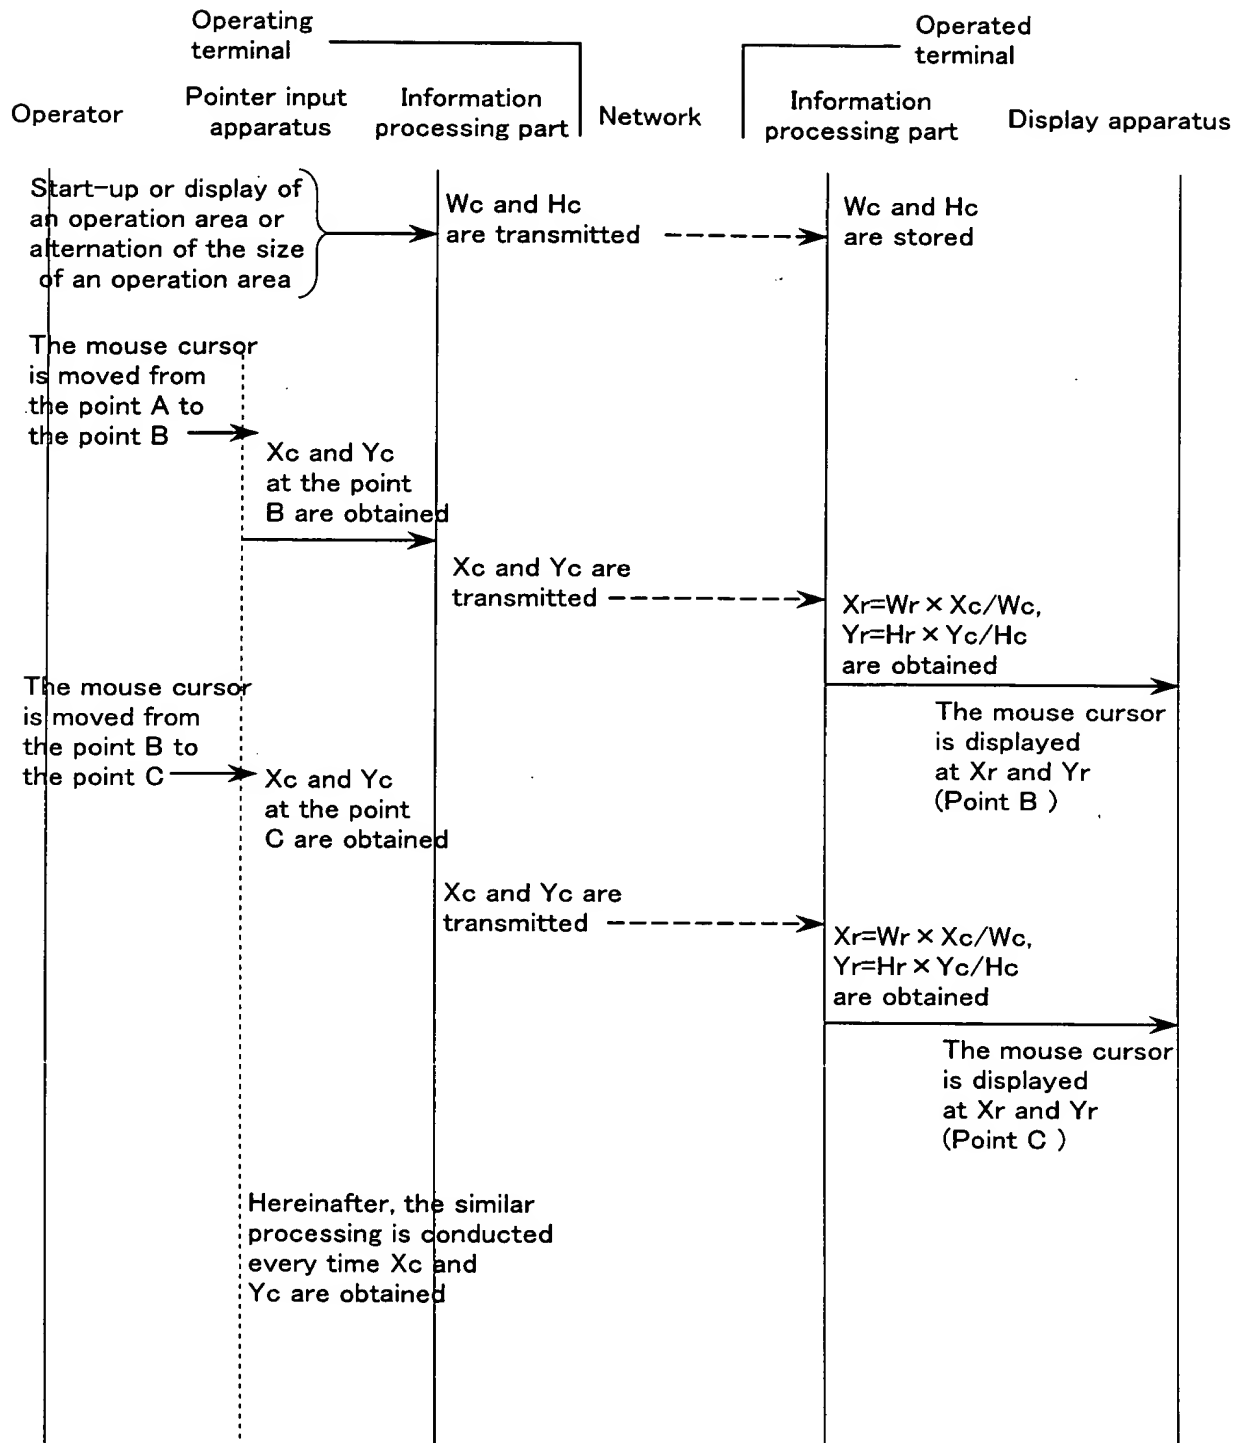 Operating
terminal
Operated
terminal
Operator
Pointer input
apparatus
Information
processing part
Network
Information
processing part
Display apparatus
Start-up or display of
an operation area or
alternation of the size
of an operation area
Wc and Hc
are transmitted
Wc and Hc
are stored
The mouse cursor
is moved from
the point A to
the point B
Xc and Yc
at the point
B are obtained
Xc and Yc are
transmitted
Xr=Wr × Xc/Wc,
Yr=Hr × Yc/Hc
are obtained
The mouse cursor
is displayed
at Xr and Yr
(Point B )
The mouse cursor
is moved from
the point B to
the point C
Xc and Yc
at the point
C are obtained
Xc and Yc are
transmitted
Xr=Wr × Xc/Wc,
Yr=Hr × Yc/Hc
are obtained
The mouse cursor
is displayed
at Xr and Yr
(Point C )
Hereinafter, the similar
processing is conducted
every time Xc and
Yc are obtained